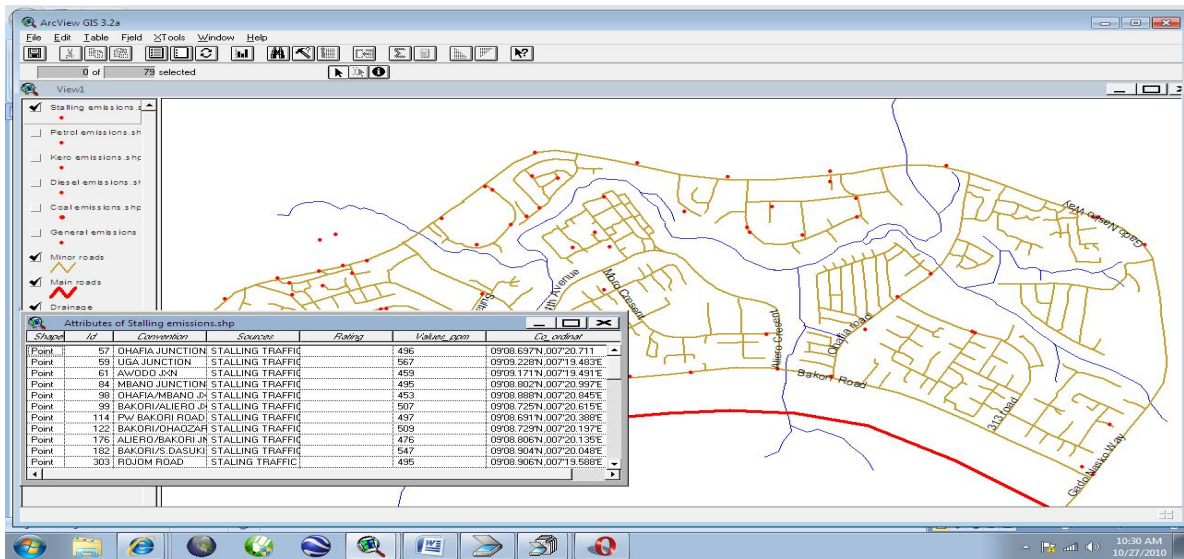 ArcView GIS 3.2a
File Edit Table Field XTools Window Help
0 of 79 selected
View1
Stalling emissions.s
Petrol emissions.sh
Kero emissions.shp
Diesel emissions.sh
Coal emissions.shp
General emissions
Minor roads
Main roads
Drainage
Gado Nasko Way
4th Avenue
Moro Crescent
Aliero Crescent
Ohafia road
Bakori Road
313 road
Gado Nasko Way
Attributes of Stalling emissions.shp
Shape Id Convention Sources Rating Values_ppm Co_ordinat
Point 57 OHAFIA JUNCTION STALLING TRAFFIC 496 09'08.697"N,007"20.711
Point 59 UGA JUNCTION STALLING TRAFFIC 567 09'09.228"N,007"19.483"E
Point 61 AWODO JXN STALLING TRAFFIC 459 09'09.171"N,007"19.491"E
Point 84 MBANO JUNCTION STALLING TRAFFIC 495 09'08.802"N,007"20.997"E
Point 98 OHAFIA/MBANO J STALLING TRAFFIC 453 09'08.888"N,007"20.845"E
Point 99 BAKORI/ALIERO J STALLING TRAFFIC 507 09'08.725"N,007"20.615"E
Point 114 PW BAKORI ROAD STALLING TRAFFIC 497 09'08.691"N,007"20.388"E
Point 122 BAKORI/OHAOZAR STALLING TRAFFIC 509 09'08.729"N,007"20.197"E
Point 176 ALIERO/BAKORI JN STALLING TRAFFIC 476 09'08.806"N,007"20.135"E
Point 182 BAKORI/S.DASUKI STALLING TRAFFIC 547 09'08.904"N,007"20.048"E
Point 303 ROJOM ROAD STALING TRAFFIC 495 09'08.906"N,007"19.588"E
10:30 AM
10/27/2010